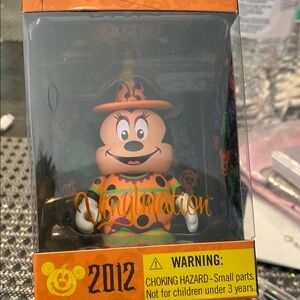 Vinylmation
2012
WARNING:
CHOKING HAZARD - Small parts.
Not for children under 3 years.